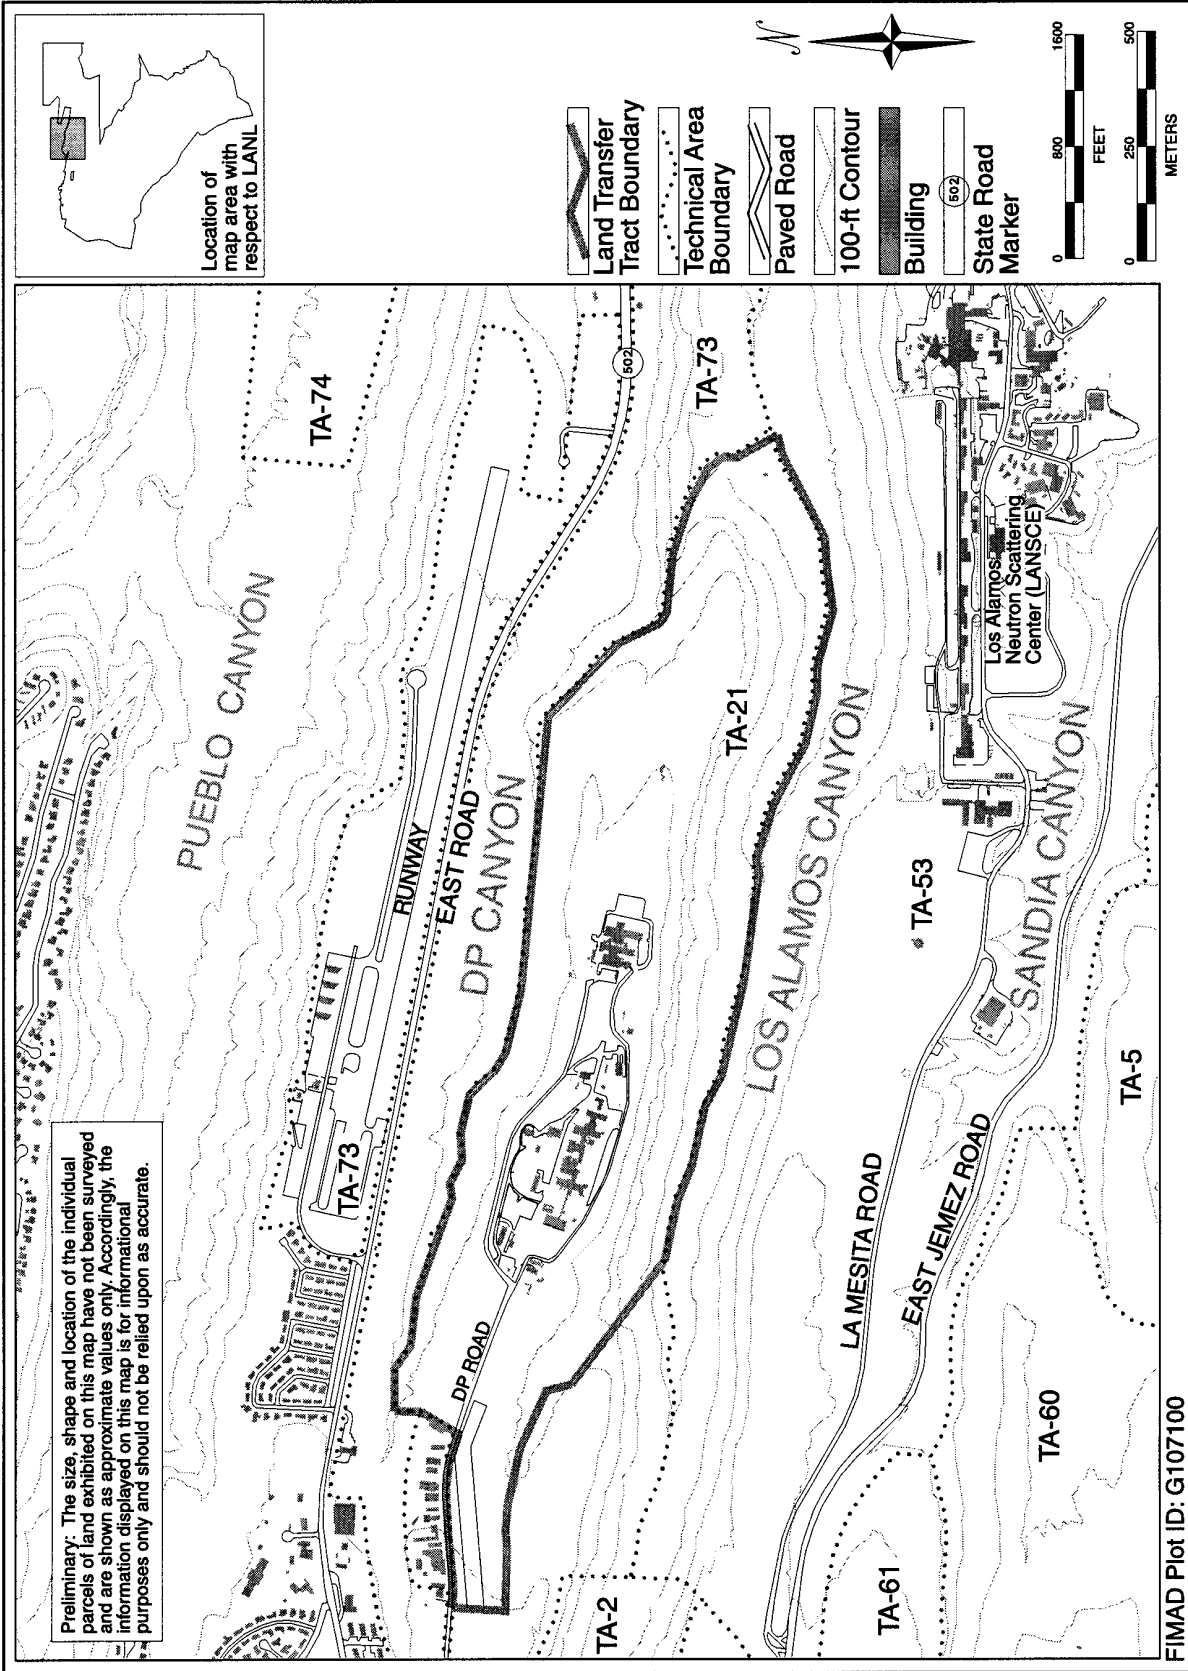 Preliminary: The size, shape and location of the individual
parcels of land exhibited on this map have not been surveyed
and are shown as approximate values only. Accordingly, the
information displayed on this map is for informational
purposes only and should not be relied upon as accurate.
PUEBLO CANYON
TA-74
TA-73
RUNWAY
EAST ROAD
502
DP CANYON
TA-73
DP ROAD
TA-21
LOS ALAMOS CANYON
TA-2
TA-53
LA MESITA ROAD
Los Alamos
Neutron Scattering
Center (LANSCE)
SANDIA CANYON
EAST JEMEZ ROAD
TA-61
TA-60
TA-5
Location of
map area with
respect to LANL
Land Transfer
Tract Boundary
Technical Area
Boundary
Paved Road
100-ft Contour
Building
502
State Road
Marker
N
0 800 1600
FEET
0 250 500
METERS
FIMAD Plot ID: G107100